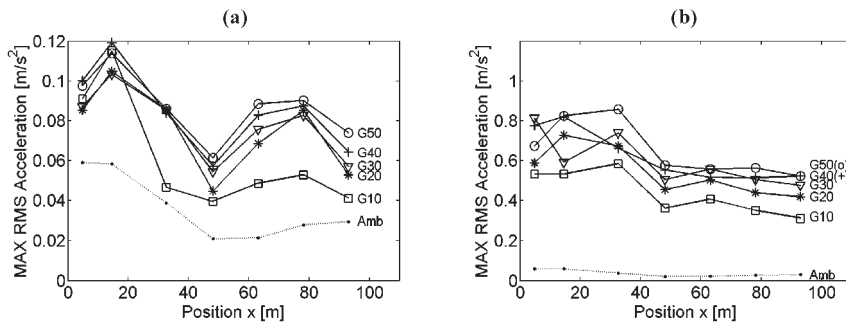 (a)
MAX RMS Acceleration [m/s²]
0.12
0.1
0.08
0.06
0.04
0.02
0
G50
G40
G30
G20
G10
Amb
0 20 40 60 80 100
Position x [m]
(b)
MAX RMS Acceleration [m/s²]
1
0.8
0.6
0.4
0.2
0
G50(o)
G40(+)
G30
G20
G10
Amb
0 20 40 60 80 100
Position x [m]